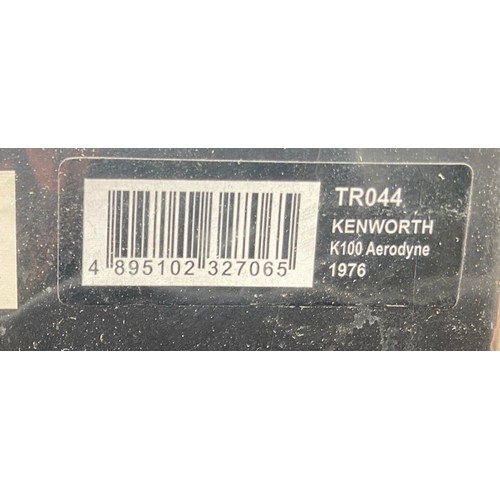 4 895102 327065
TR044
KENWORTH
K100 Aerodyne
1976